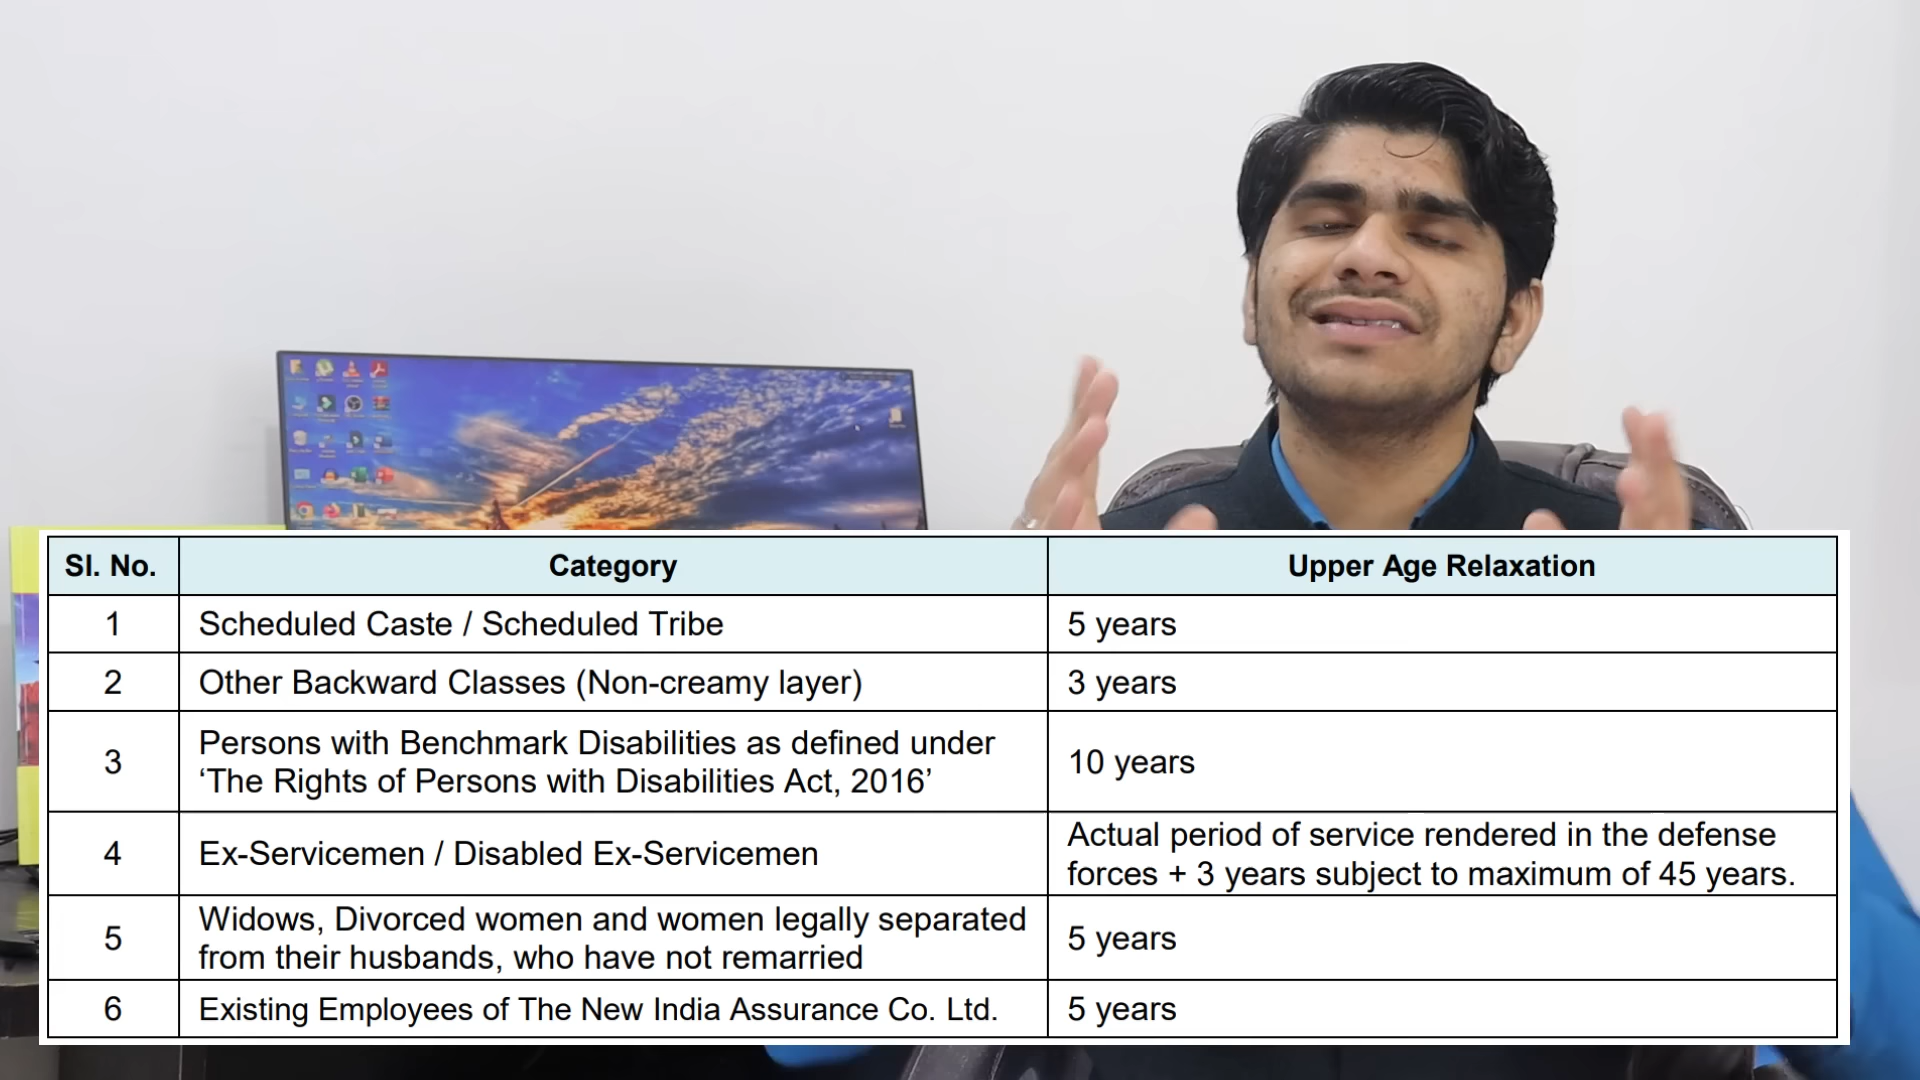 Sl. No. Category Upper Age Relaxation
1 Scheduled Caste / Scheduled Tribe 5 years
2 Other Backward Classes (Non-creamy layer) 3 years
3 Persons with Benchmark Disabilities as defined under
‘The Rights of Persons with Disabilities Act, 2016’ 10 years
4 Ex-Servicemen / Disabled Ex-Servicemen Actual period of service rendered in the defense
forces + 3 years subject to maximum of 45 years.
5 Widows, Divorced women and women legally separated
from their husbands, who have not remarried 5 years
6 Existing Employees of The New India Assurance Co. Ltd. 5 years